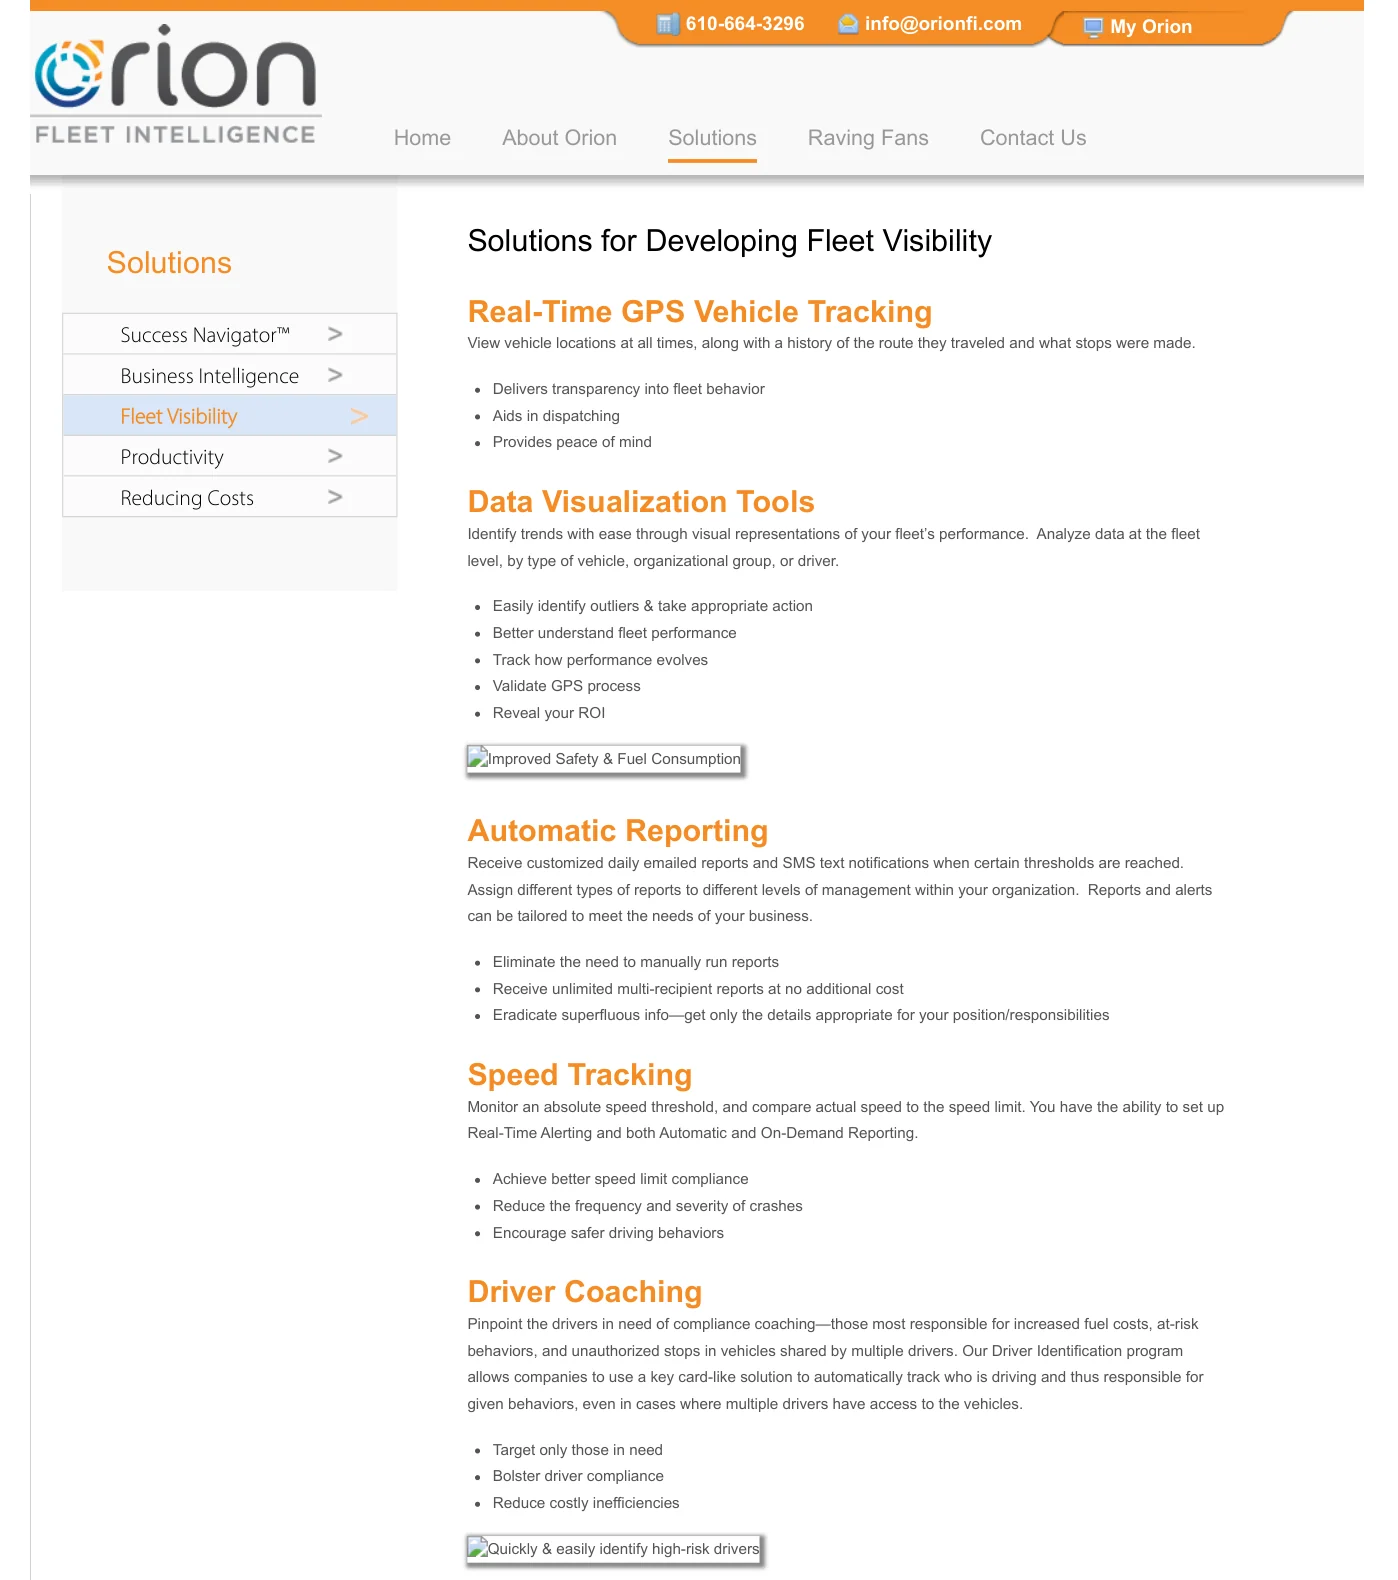 610-664-3296 info@orionfi.com My Orion
orion
FLEET INTELLIGENCE
Home About Orion Solutions Raving Fans Contact Us
Solutions
Success Navigator™ >
Business Intelligence >
Fleet Visibility >
Productivity >
Reducing Costs >
Solutions for Developing Fleet Visibility
Real-Time GPS Vehicle Tracking
View vehicle locations at all times, along with a history of the route they traveled and what stops were made.
• Delivers transparency into fleet behavior
• Aids in dispatching
• Provides peace of mind
Data Visualization Tools
Identify trends with ease through visual representations of your fleet’s performance.  Analyze data at the fleet
level, by type of vehicle, organizational group, or driver.
• Easily identify outliers & take appropriate action
• Better understand fleet performance
• Track how performance evolves
• Validate GPS process
• Reveal your ROI
Improved Safety & Fuel Consumption
Automatic Reporting
Receive customized daily emailed reports and SMS text notifications when certain thresholds are reached.
Assign different types of reports to different levels of management within your organization.  Reports and alerts
can be tailored to meet the needs of your business.
• Eliminate the need to manually run reports
• Receive unlimited multi-recipient reports at no additional cost
• Eradicate superfluous info—get only the details appropriate for your position/responsibilities
Speed Tracking
Monitor an absolute speed threshold, and compare actual speed to the speed limit. You have the ability to set up
Real-Time Alerting and both Automatic and On-Demand Reporting.
• Achieve better speed limit compliance
• Reduce the frequency and severity of crashes
• Encourage safer driving behaviors
Driver Coaching
Pinpoint the drivers in need of compliance coaching—those most responsible for increased fuel costs, at-risk
behaviors, and unauthorized stops in vehicles shared by multiple drivers. Our Driver Identification program
allows companies to use a key card-like solution to automatically track who is driving and thus responsible for
given behaviors, even in cases where multiple drivers have access to the vehicles.
• Target only those in need
• Bolster driver compliance
• Reduce costly inefficiencies
Quickly & easily identify high-risk drivers